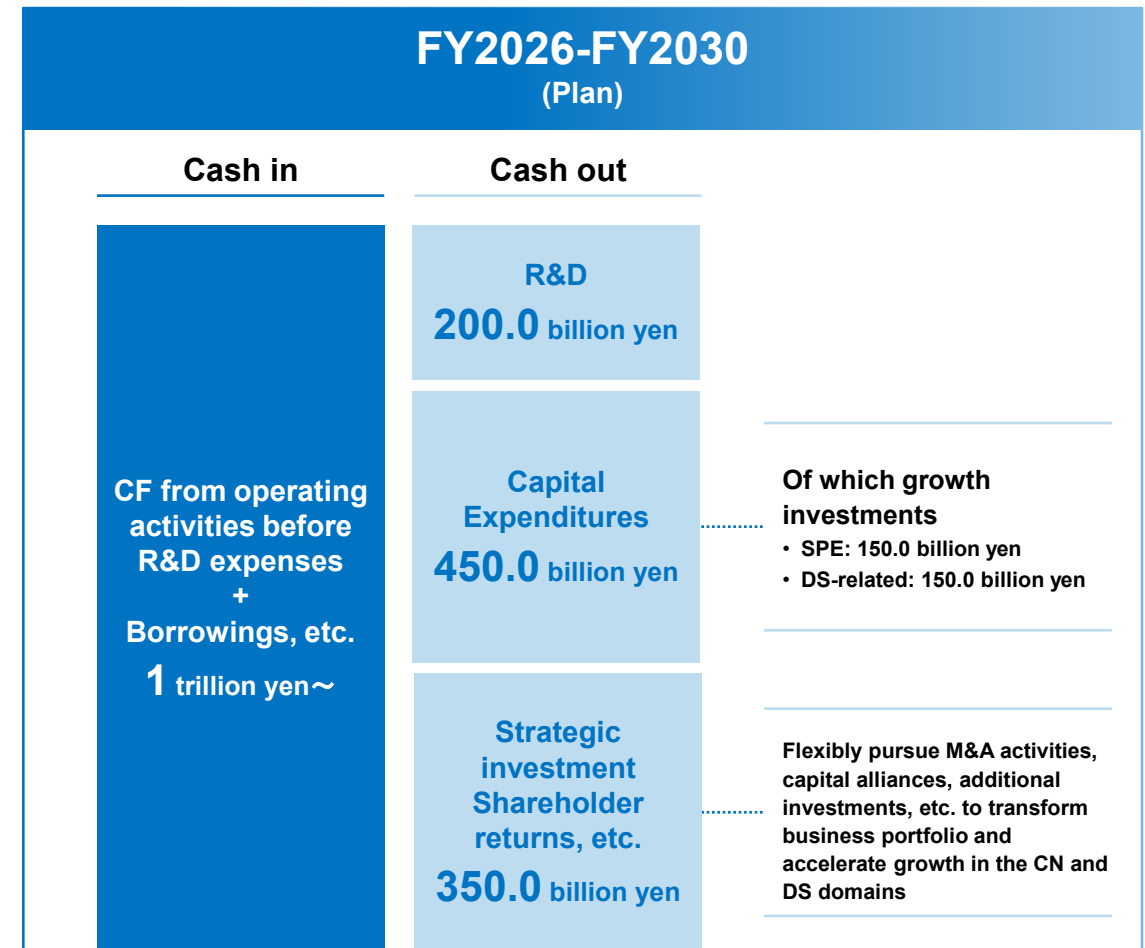 FY2026-FY2030
(Plan)
Cash in
Cash out
CF from operating
activities before
R&D expenses
+
Borrowings, etc.
1 trillion yen～
R&D
200.0 billion yen
Capital
Expenditures
450.0 billion yen
Of which growth
investments
• SPE: 150.0 billion yen
• DS-related: 150.0 billion yen
Strategic
investment
Shareholder
returns, etc.
350.0 billion yen
Flexibly pursue M&A activities,
capital alliances, additional
investments, etc. to transform
business portfolio and
accelerate growth in the CN and
DS domains